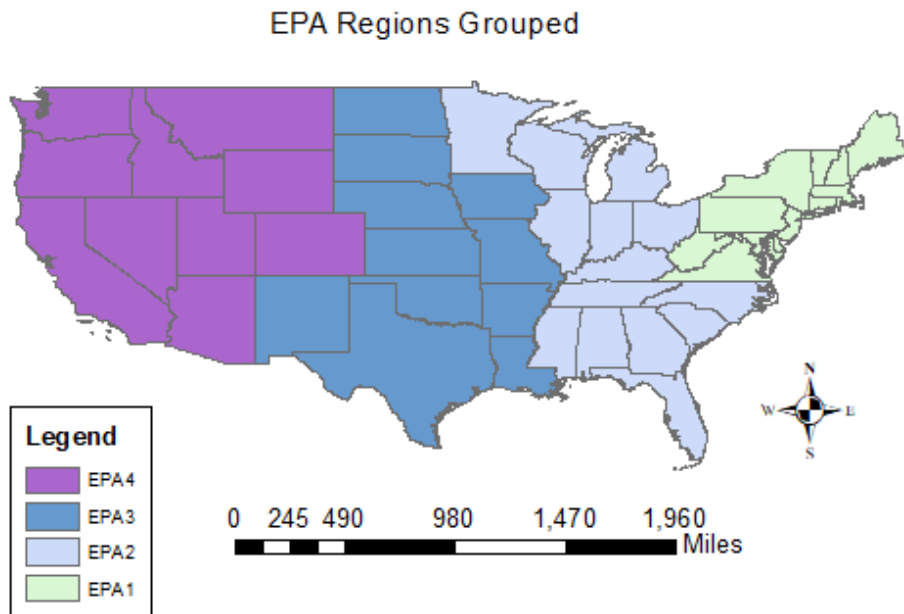 EPA Regions Grouped
N
W E
S
Legend
EPA4
EPA3
EPA2
EPA1
0 245 490 980 1,470 1,960
Miles